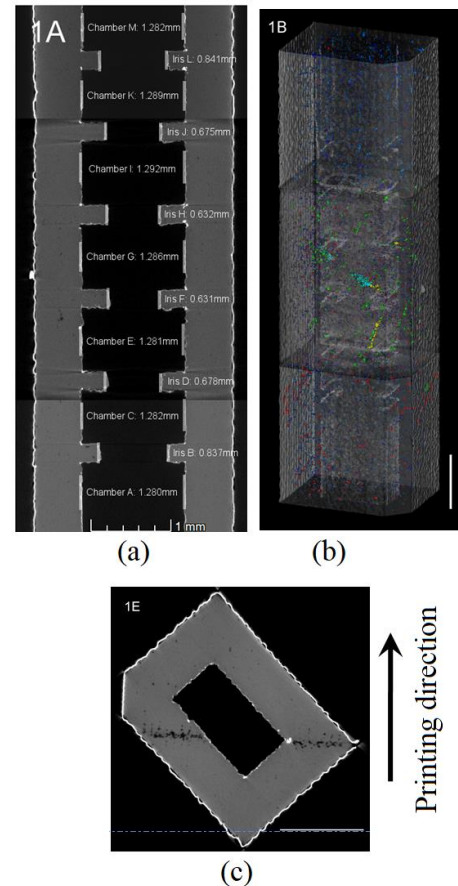 1A
Chamber M: 1.282mm
Iris L: 0.841mm
Chamber K: 1.289mm
Iris J: 0.675mm
Chamber I: 1.292mm
Iris H: 0.632mm
Chamber G: 1.286mm
Iris F: 0.631mm
Chamber E: 1.281mm
Iris D: 0.678mm
Chamber C: 1.282mm
Iris B: 0.837mm
Chamber A: 1.280mm
1 mm
(a)
1B
(b)
1E
Printing direction
(c)